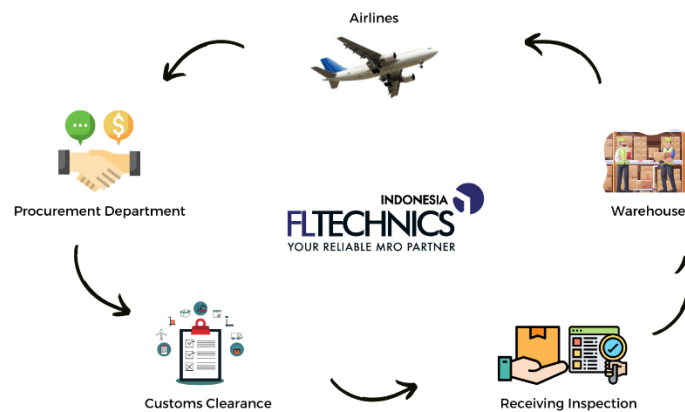 Airlines
Procurement Department
INDONESIA
FLTECHNICS
YOUR RELIABLE MRO PARTNER
Warehouse
Customs Clearance
Receiving Inspection